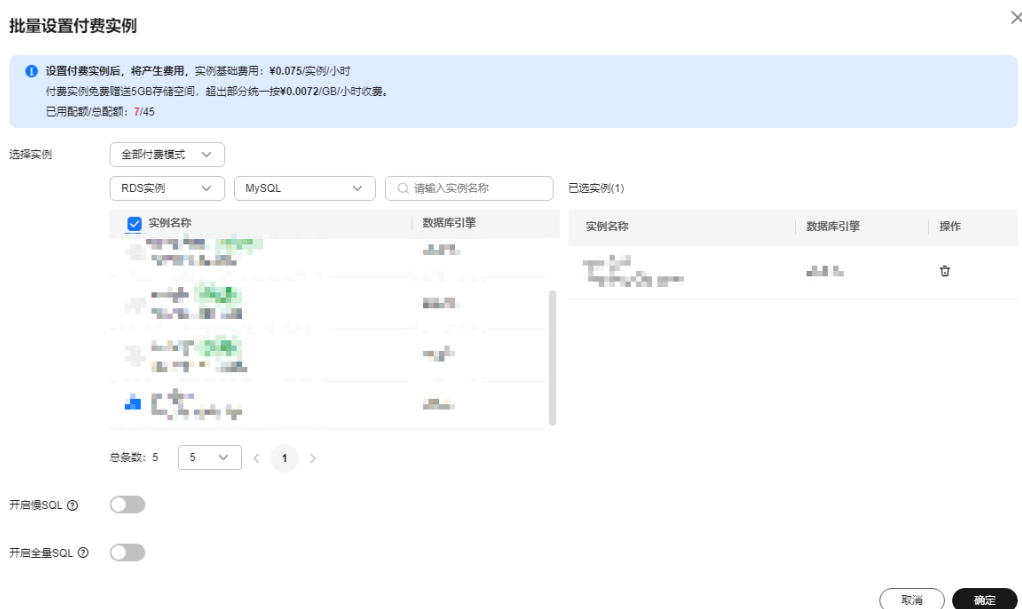 批量设置付费实例
设置付费实例后，将产生费用，实例基础费用：¥0.075/实例/小时
付费实例免费赠送5GB存储空间，超出部分统一按¥0.0072/GB/小时收费。
已用配额/总配额：7/45
选择实例
全部付费模式
RDS实例
MySQL
请输入实例名称
已选实例(1)
实例名称
数据库引擎
实例名称
数据库引擎
操作
总条数：5
5
1
开启慢SQL
开启全量SQL
取消
确定